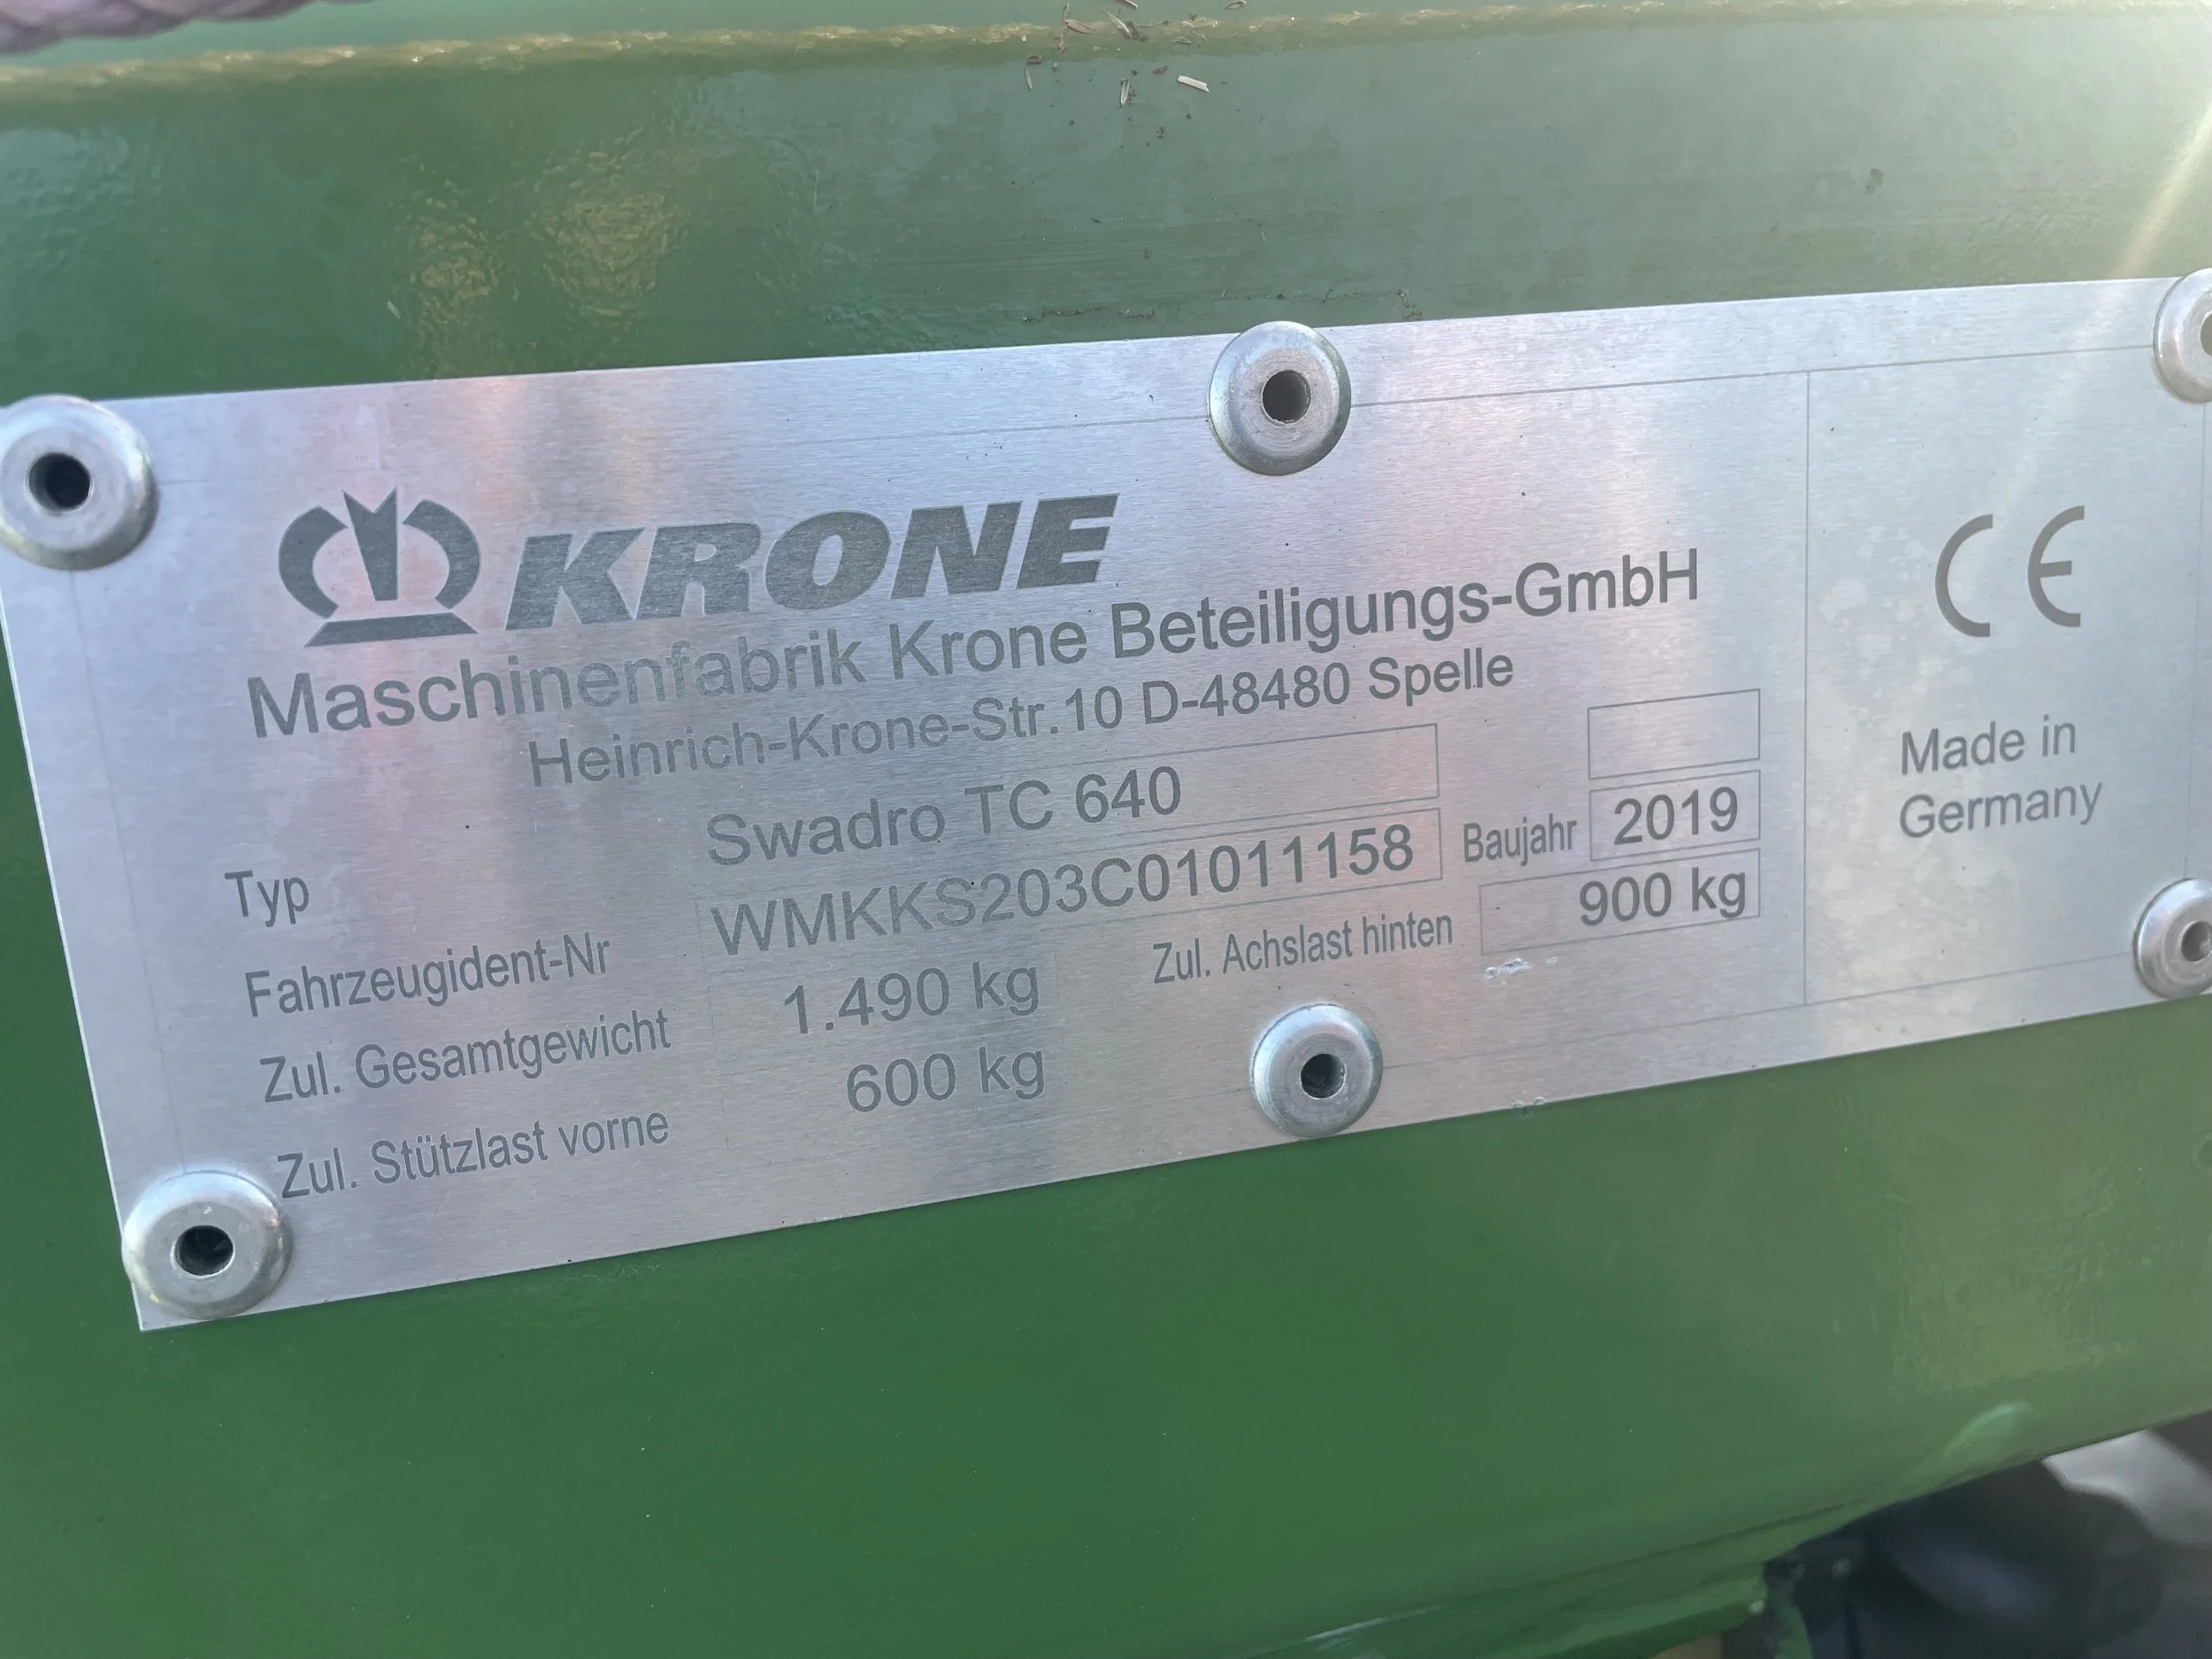 KRONE
Maschinenfabrik Krone Beteiligungs-GmbH
Heinrich-Krone-Str.10 D-48480 Spelle
Typ Swadro TC 640
Fahrzeugident-Nr WMKKS203C01011158 Baujahr 2019
Zul. Gesamtgewicht 1.490 kg Zul. Achslast hinten 900 kg
Zul. Stützlast vorne 600 kg
CE
Made in
Germany